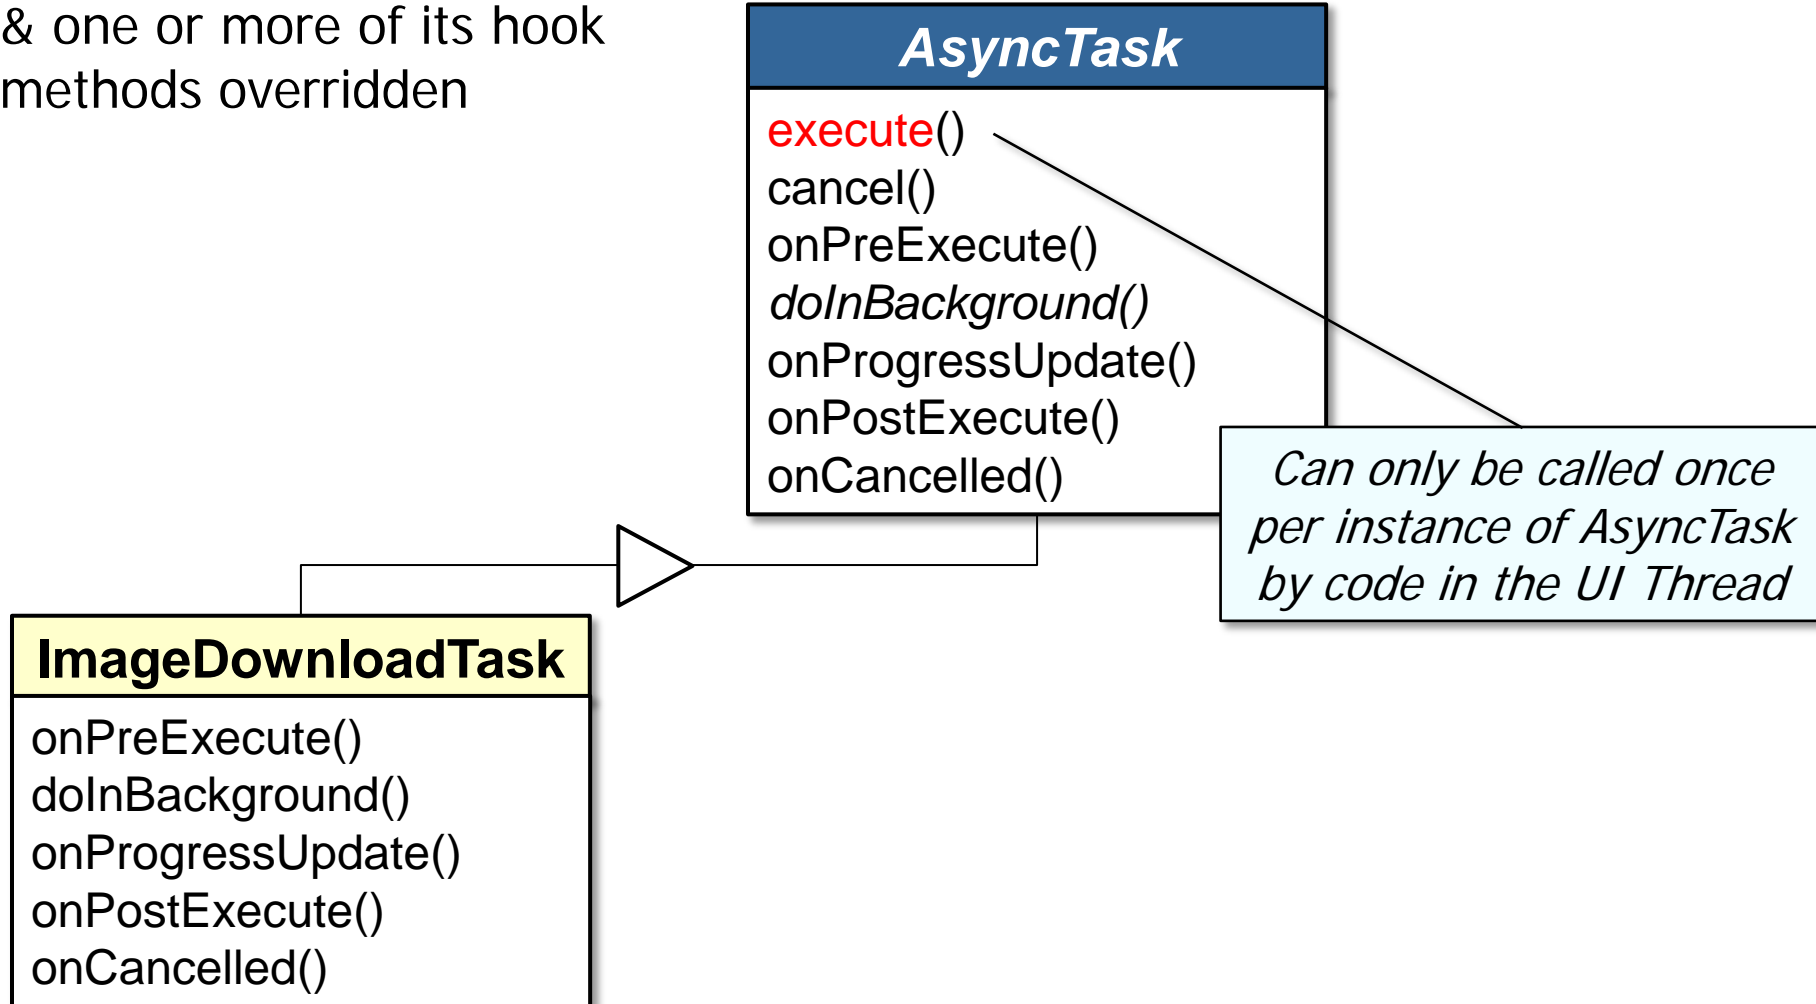 & one or more of its hook
methods overridden
AsyncTask
execute()
cancel()
onPreExecute()
doInBackground()
onProgressUpdate()
onPostExecute()
onCancelled()
Can only be called once
per instance of AsyncTask
by code in the UI Thread
ImageDownloadTask
onPreExecute()
doInBackground()
onProgressUpdate()
onPostExecute()
onCancelled()